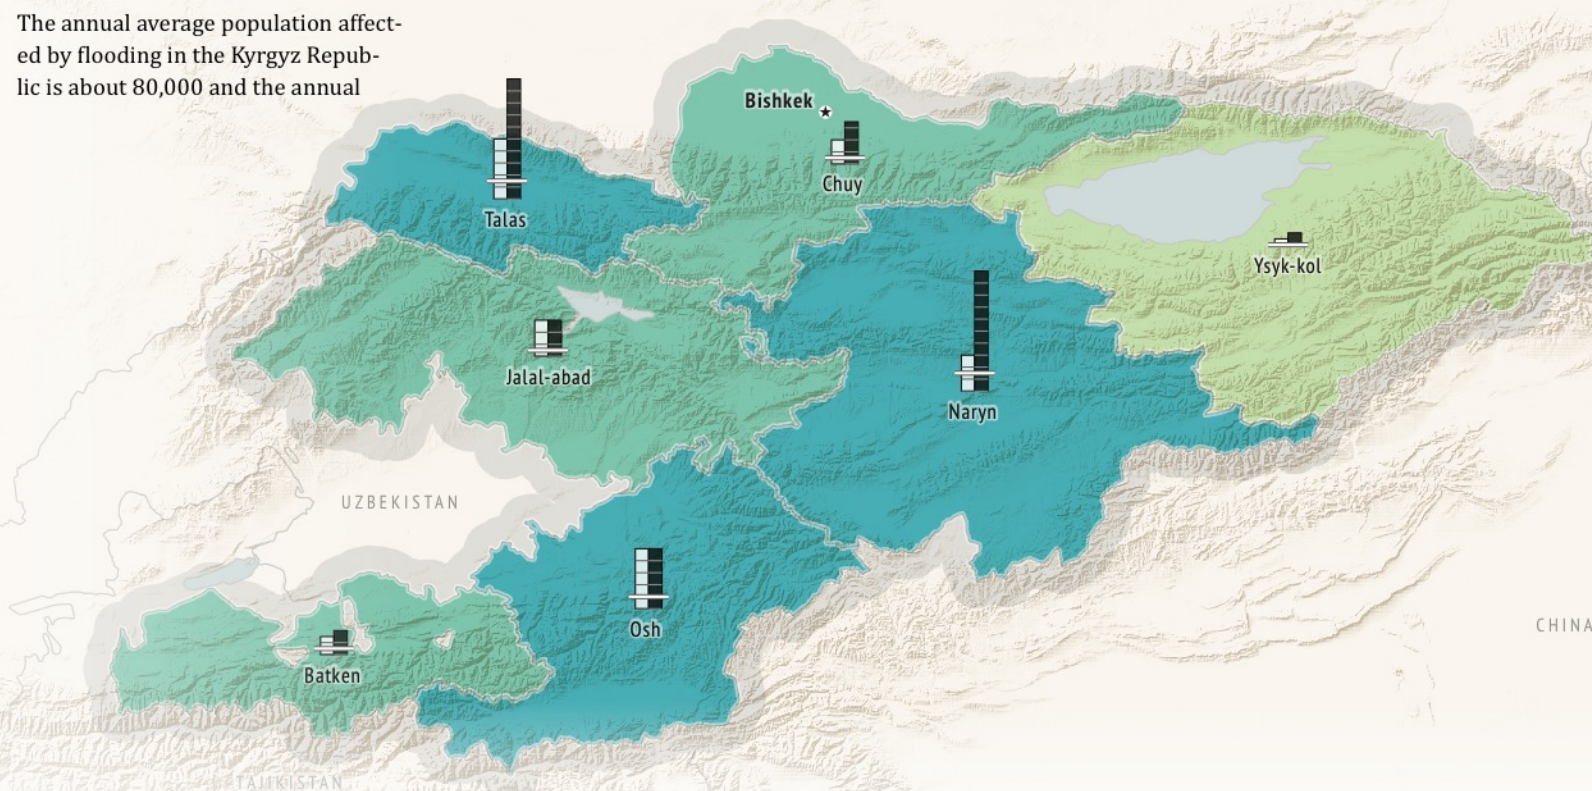 The annual average population affect-
ed by flooding in the Kyrgyz Repub-
lic is about 80,000 and the annual
Bishkek
Chuy
Talas
Ysyk-kol
Jalal-abad
Naryn
UZBEKISTAN
Osh
CHINA
Batken
TAJIKISTAN